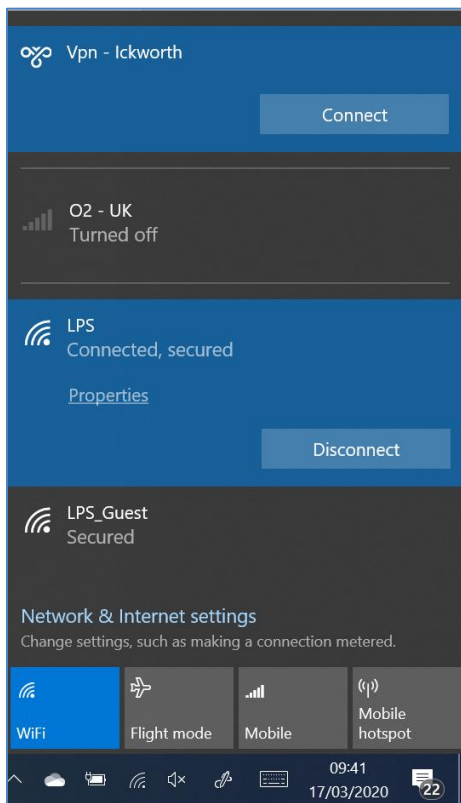 Vpn - Ickworth
Connect
O2 - UK
Turned off
LPS
Connected, secured
Properties
Disconnect
LPS_Guest
Secured
Network & Internet settings
Change settings, such as making a connection metered.
WiFi
Flight mode
Mobile
Mobile
hotspot
09:41
17/03/2020
22